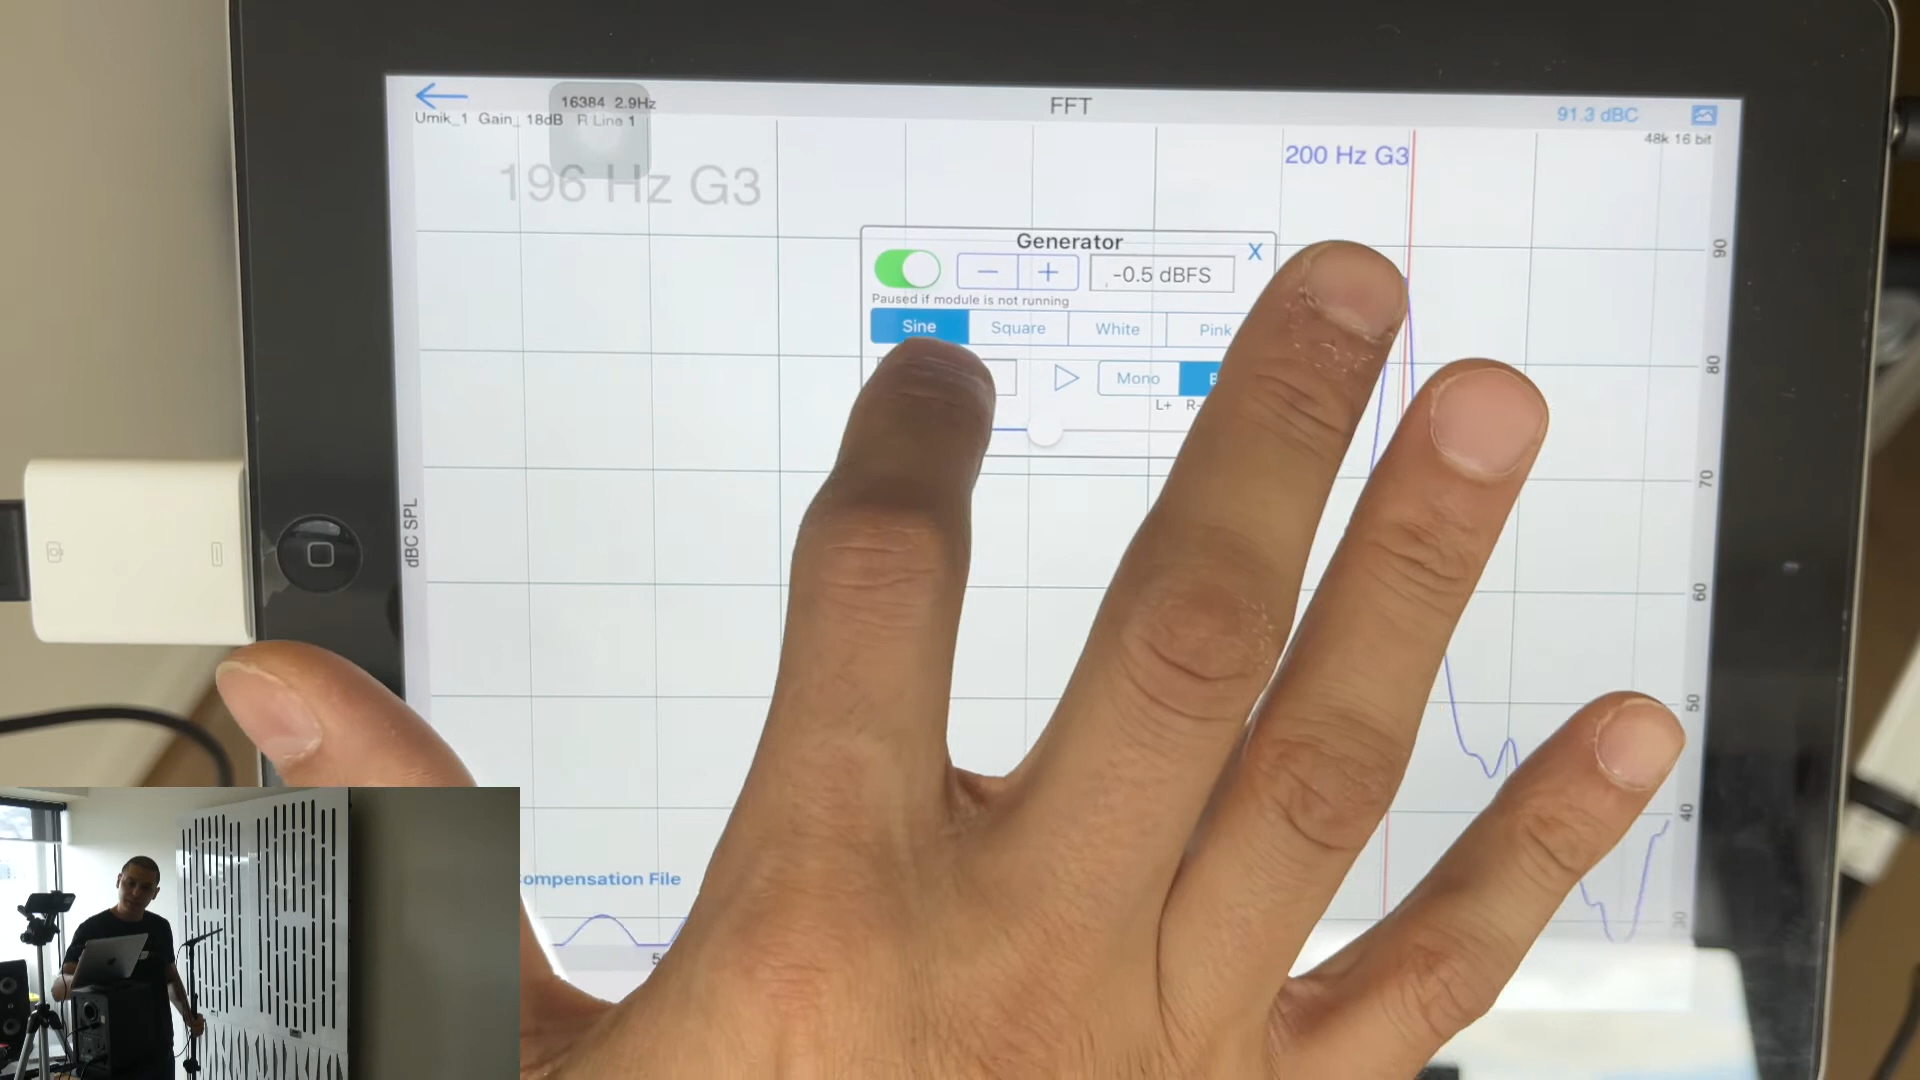 16384 2.9Hz
FFT
91.3 dBC
Umik_1 Gain_ 18dB R Line 1
48k 16 bit
200 Hz G3
196 Hz G3
Generator
X
− + -0.5 dBFS
Paused if module is not running
Sine Square White Pink
Mono
L+ R-
dBC SPL
90
80
70
60
50
40
30
ompensation File